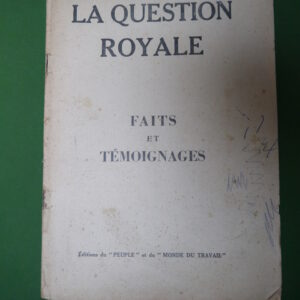 LA QUESTION
ROYALE
FAITS
ET
TÉMOIGNAGES
Éditions du "PEUPLE" et du "MONDE DU TRAVAIL"